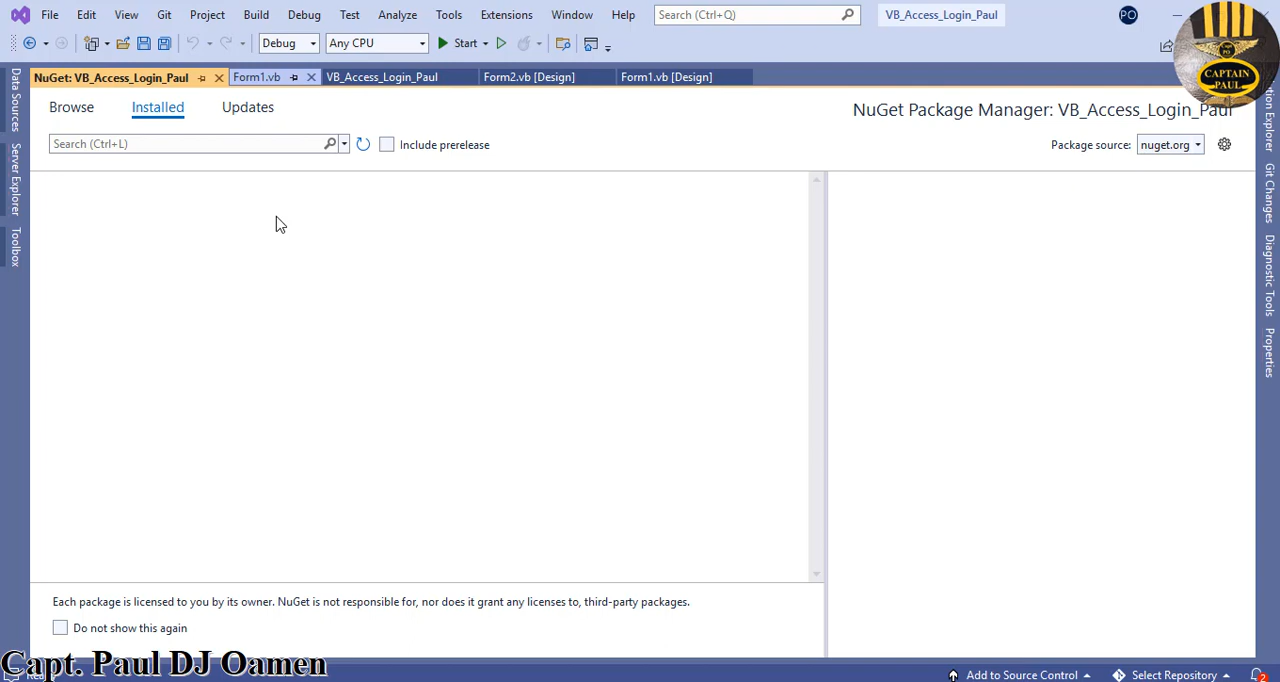 File Edit View Git Project Build Debug Test Analyze Tools Extensions Window Help Search (Ctrl+Q) VB_Access_Login_Paul PO
Debug Any CPU Start
NuGet: VB_Access_Login_Paul Form1.vb VB_Access_Login_Paul Form2.vb [Design] Form1.vb [Design]
CAPTAIN
PAUL
Browse Installed Updates NuGet Package Manager: VB_Access_Login_Paul
Search (Ctrl+L) Include prerelease Package source: nuget.org
Data Sources
Server Explorer
Toolbox
Git Changes
Diagnostic Tools
Properties
Each package is licensed to you by its owner. NuGet is not responsible for, nor does it grant any licenses to, third-party packages.
Do not show this again
Capt. Paul DJ Oamen
Add to Source Control Select Repository 2